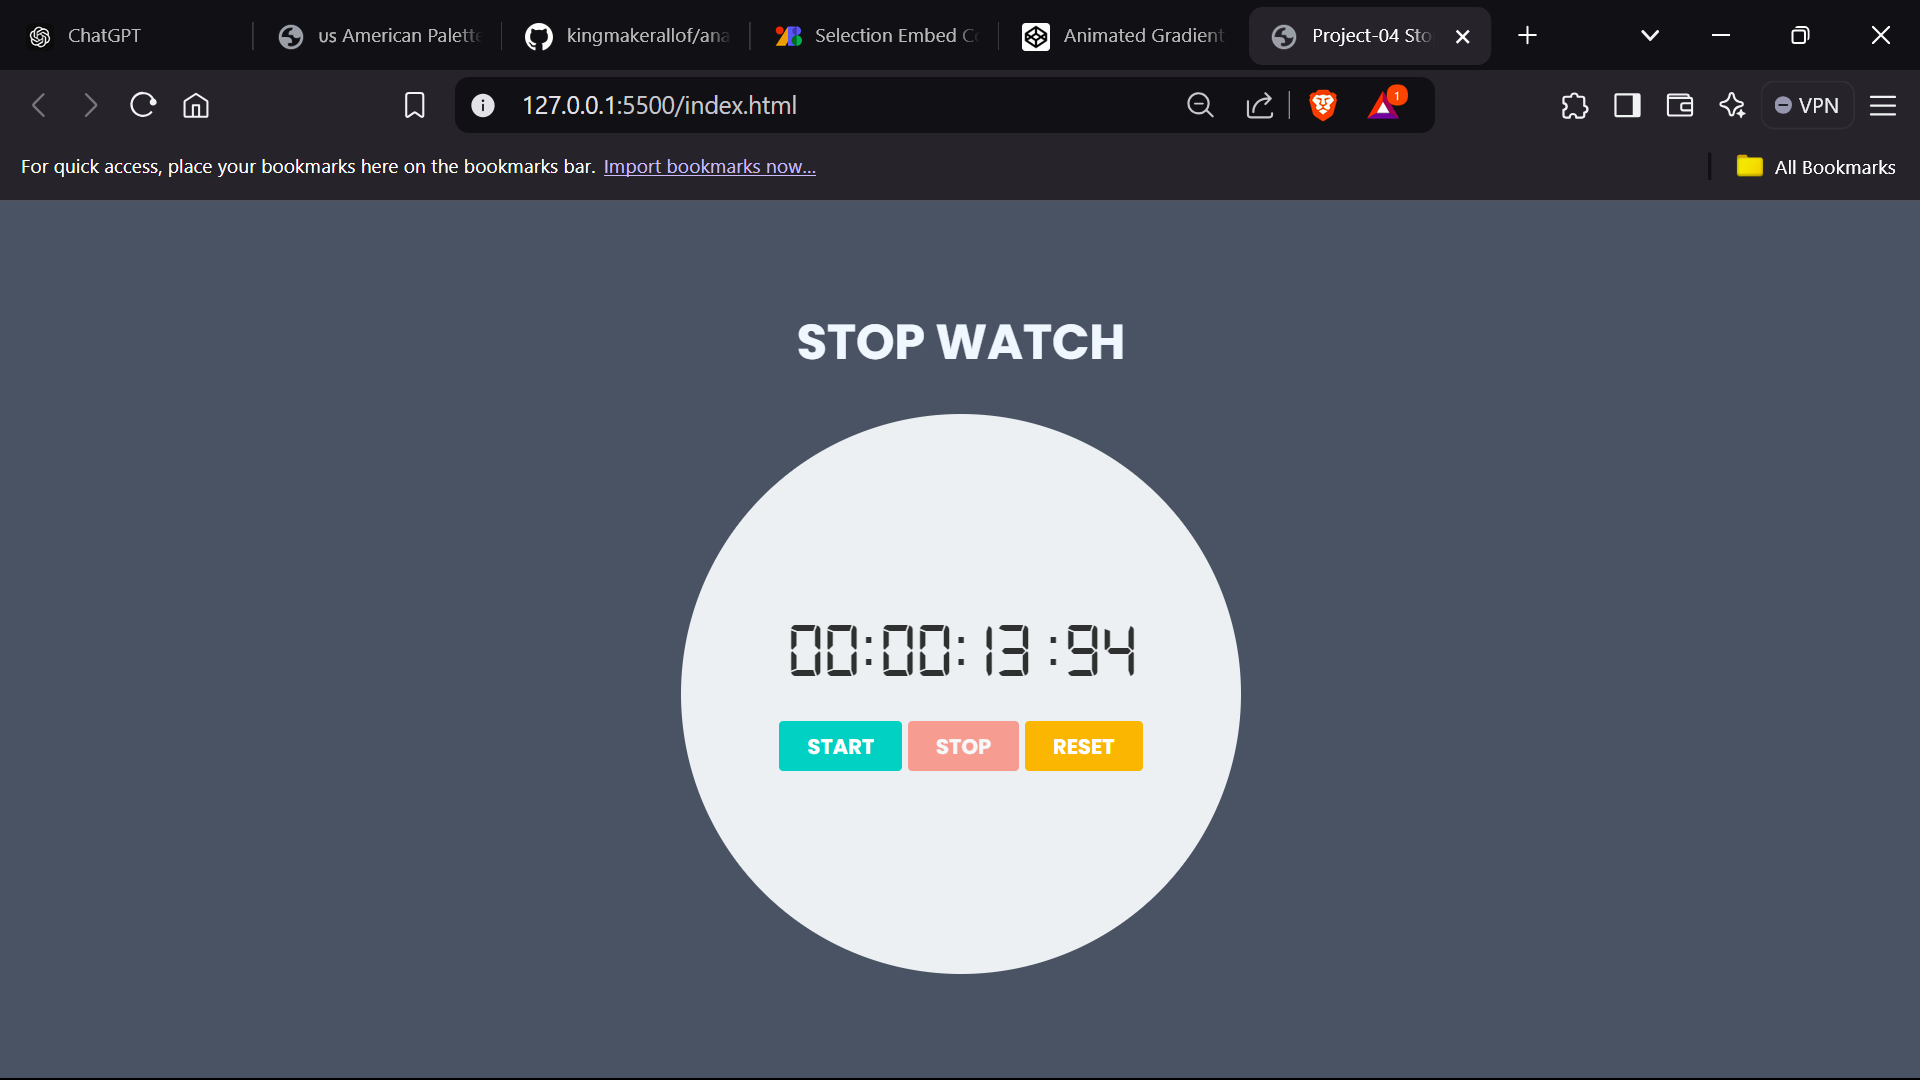 ChatGPT
us American Palette
kingmakerallof/ana
Selection Embed Co
Animated Gradient
Project-04 Sto
127.0.0.1:5500/index.html
1
VPN
For quick access, place your bookmarks here on the bookmarks bar. Import bookmarks now...
All Bookmarks
STOP WATCH
00:00:13:94
START STOP RESET